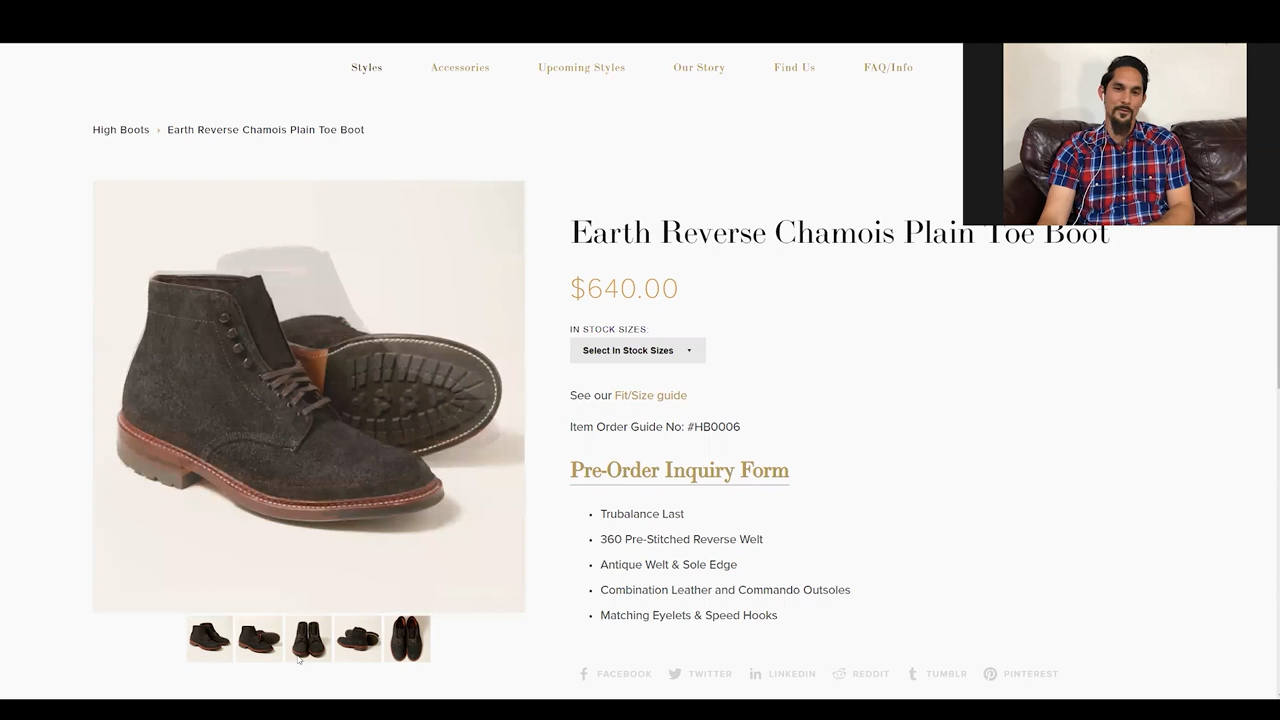 Styles
Accessories
Upcoming Styles
Our Story
Find Us
FAQ/Info
High Boots › Earth Reverse Chamois Plain Toe Boot
Earth Reverse Chamois Plain Toe Boot
$640.00
IN STOCK SIZES:
Select In Stock Sizes
See our Fit/Size guide
Item Order Guide No: #HB0006
Pre-Order Inquiry Form
• Trubalance Last
• 360 Pre-Stitched Reverse Welt
• Antique Welt & Sole Edge
• Combination Leather and Commando Outsoles
• Matching Eyelets & Speed Hooks
FACEBOOK
TWITTER
LINKEDIN
REDDIT
TUMBLR
PINTEREST